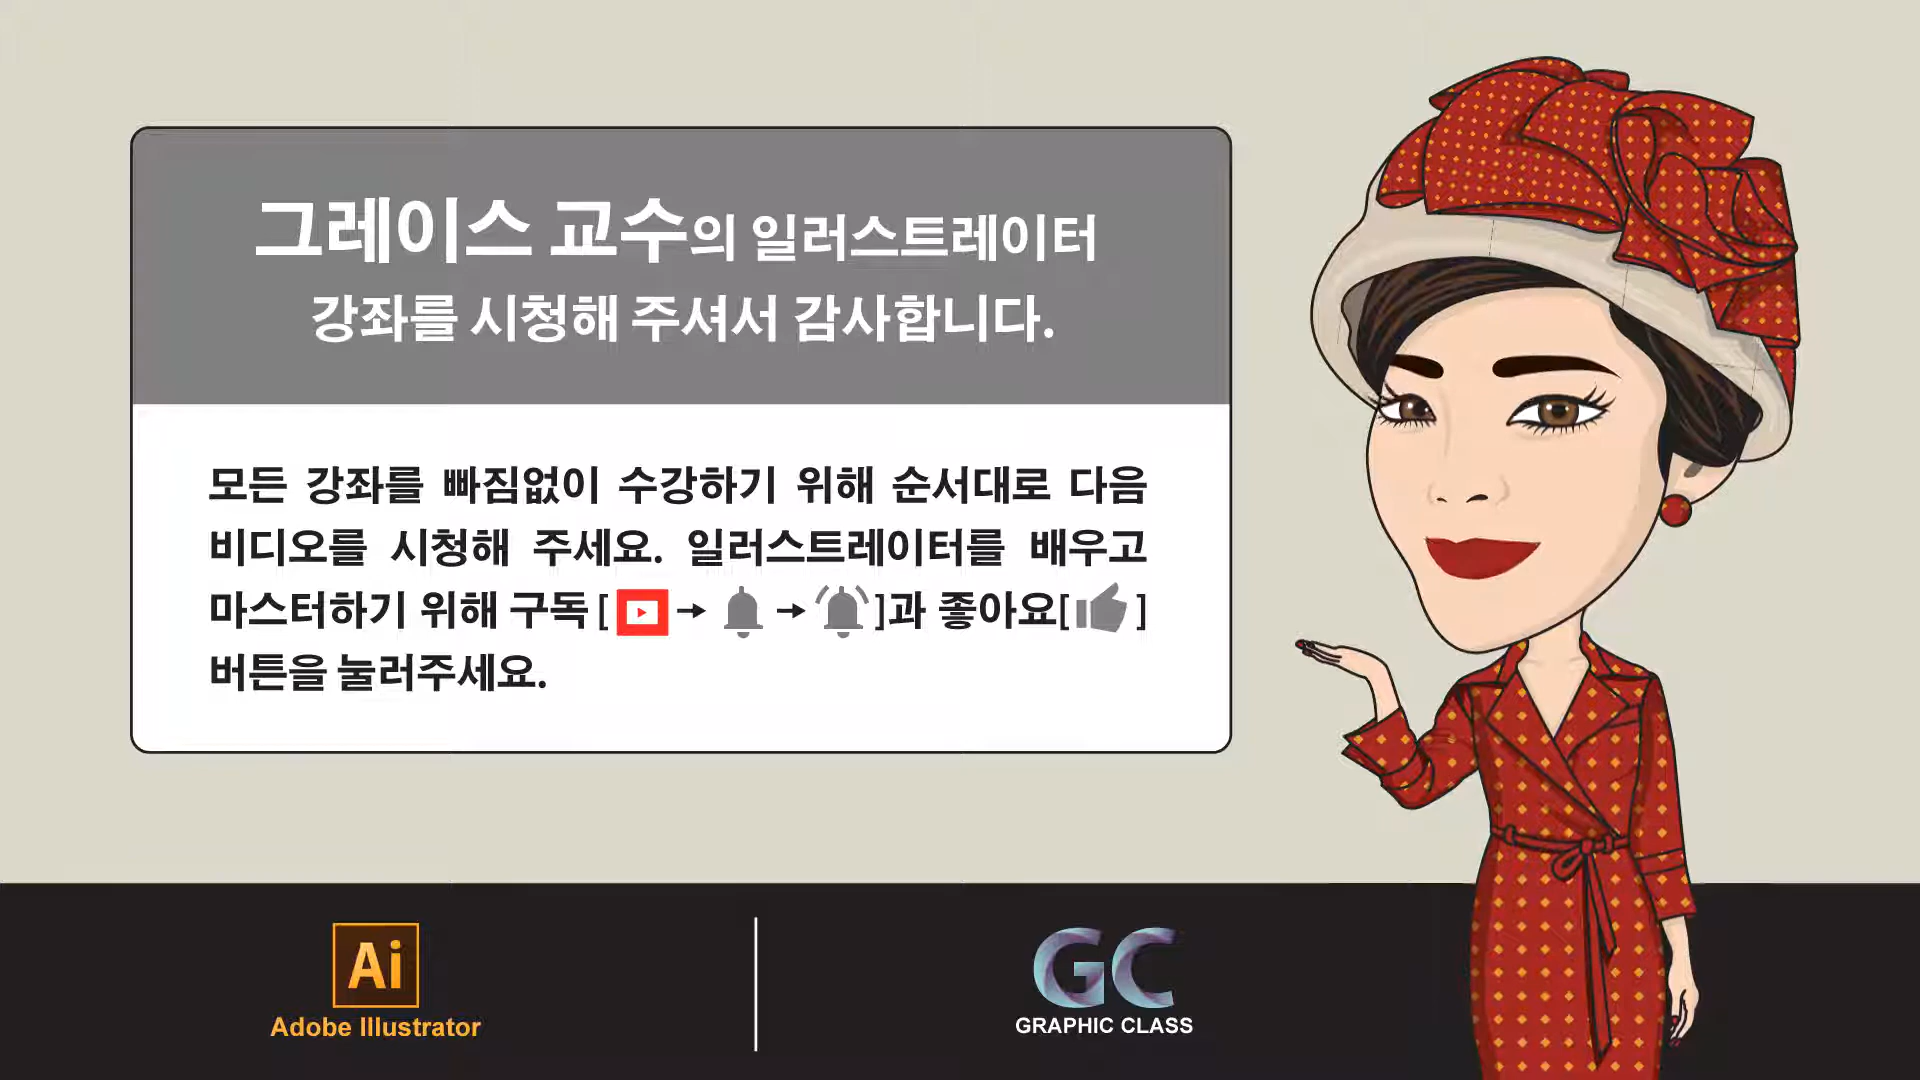 그레이스 교수의 일러스트레이터
강좌를 시청해 주셔서 감사합니다.
모든 강좌를 빠짐없이 수강하기 위해 순서대로 다음
비디오를 시청해 주세요. 일러스트레이터를 배우고
마스터하기 위해 구독[→→]과 좋아요[]
버튼을 눌러주세요.
Ai
Adobe Illustrator
GC
GRAPHIC CLASS